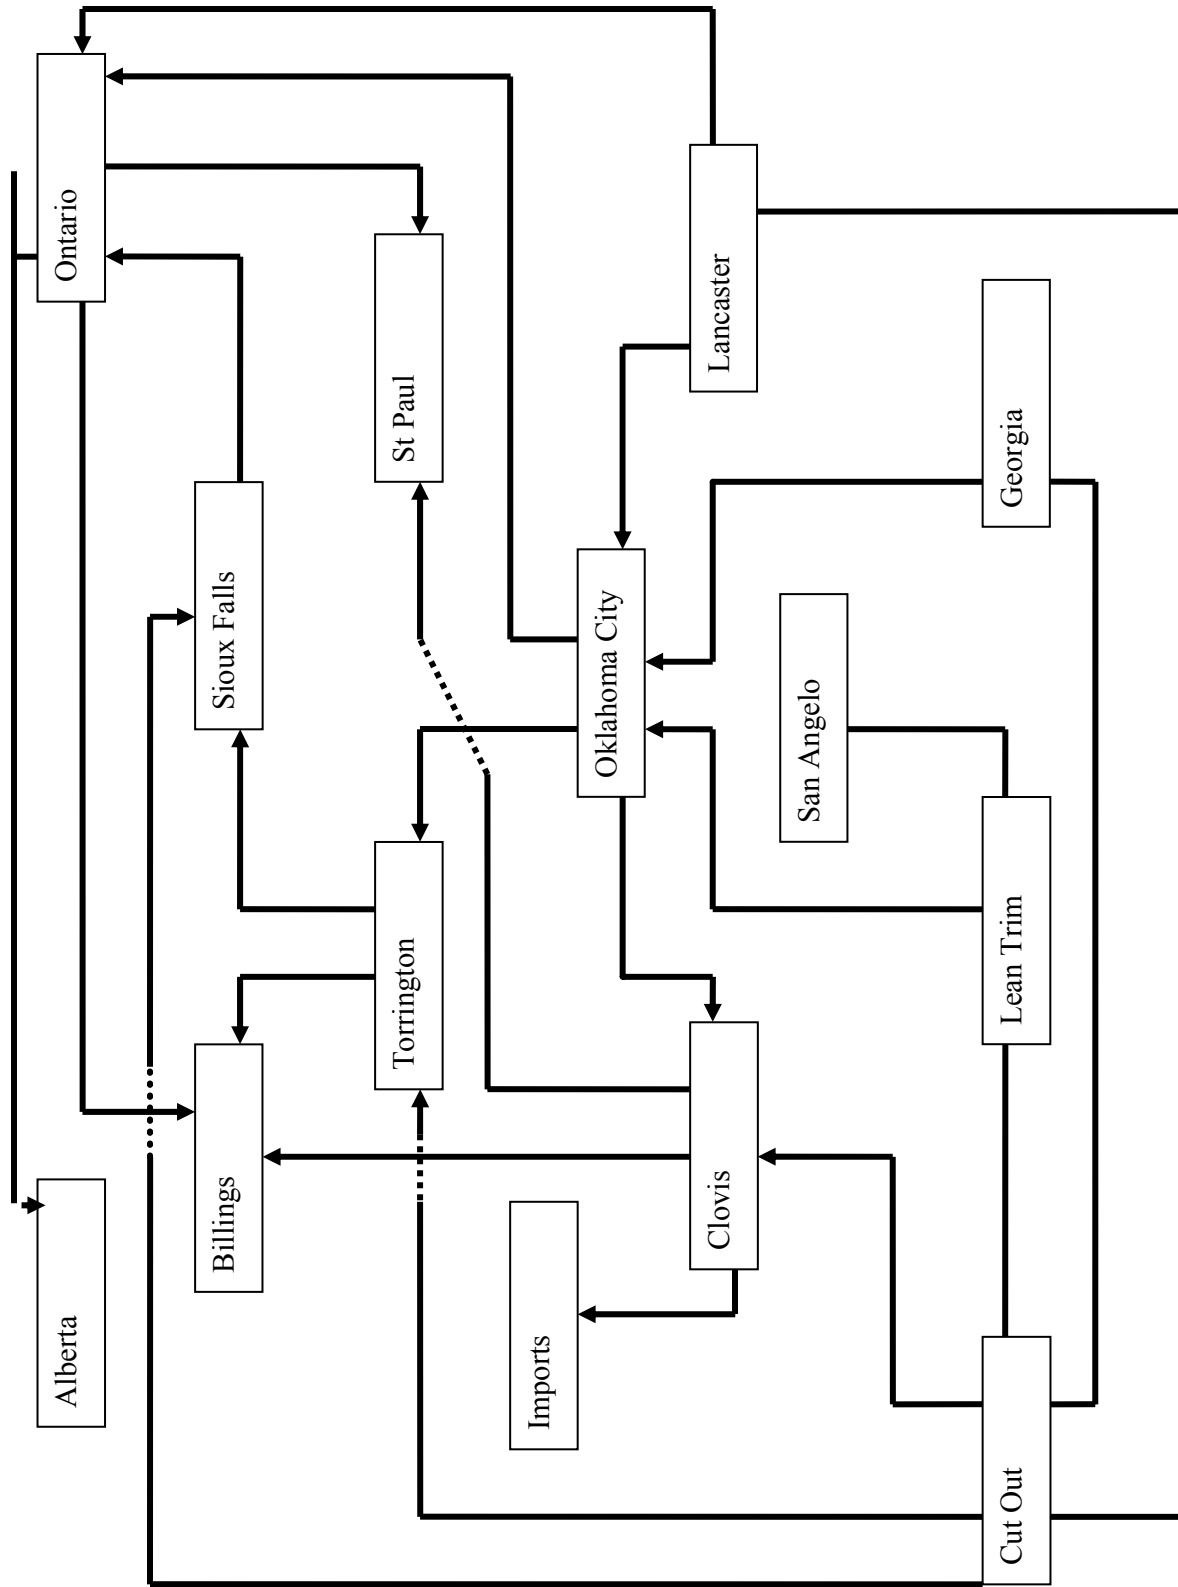 Alberta
Ontario
Billings
Sioux Falls
Torrington
St Paul
Imports
Oklahoma City
Clovis
Lancaster
San Angelo
Cut Out
Lean Trim
Georgia